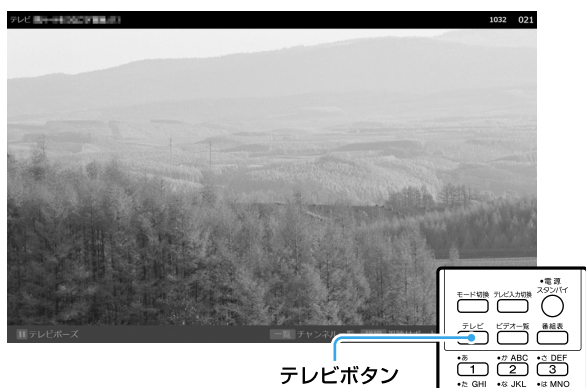 テレビ
1032 021
テレビポーズ
一覧 チャンネル一覧
テレビボタン
モード切換 テレビ入力切換
•電源
スタンバイ
テレビ ビデオ一覧 番組表
•あ •か ABC •さ DEF
1 2 3
•た GHI •な JKL •は MNO